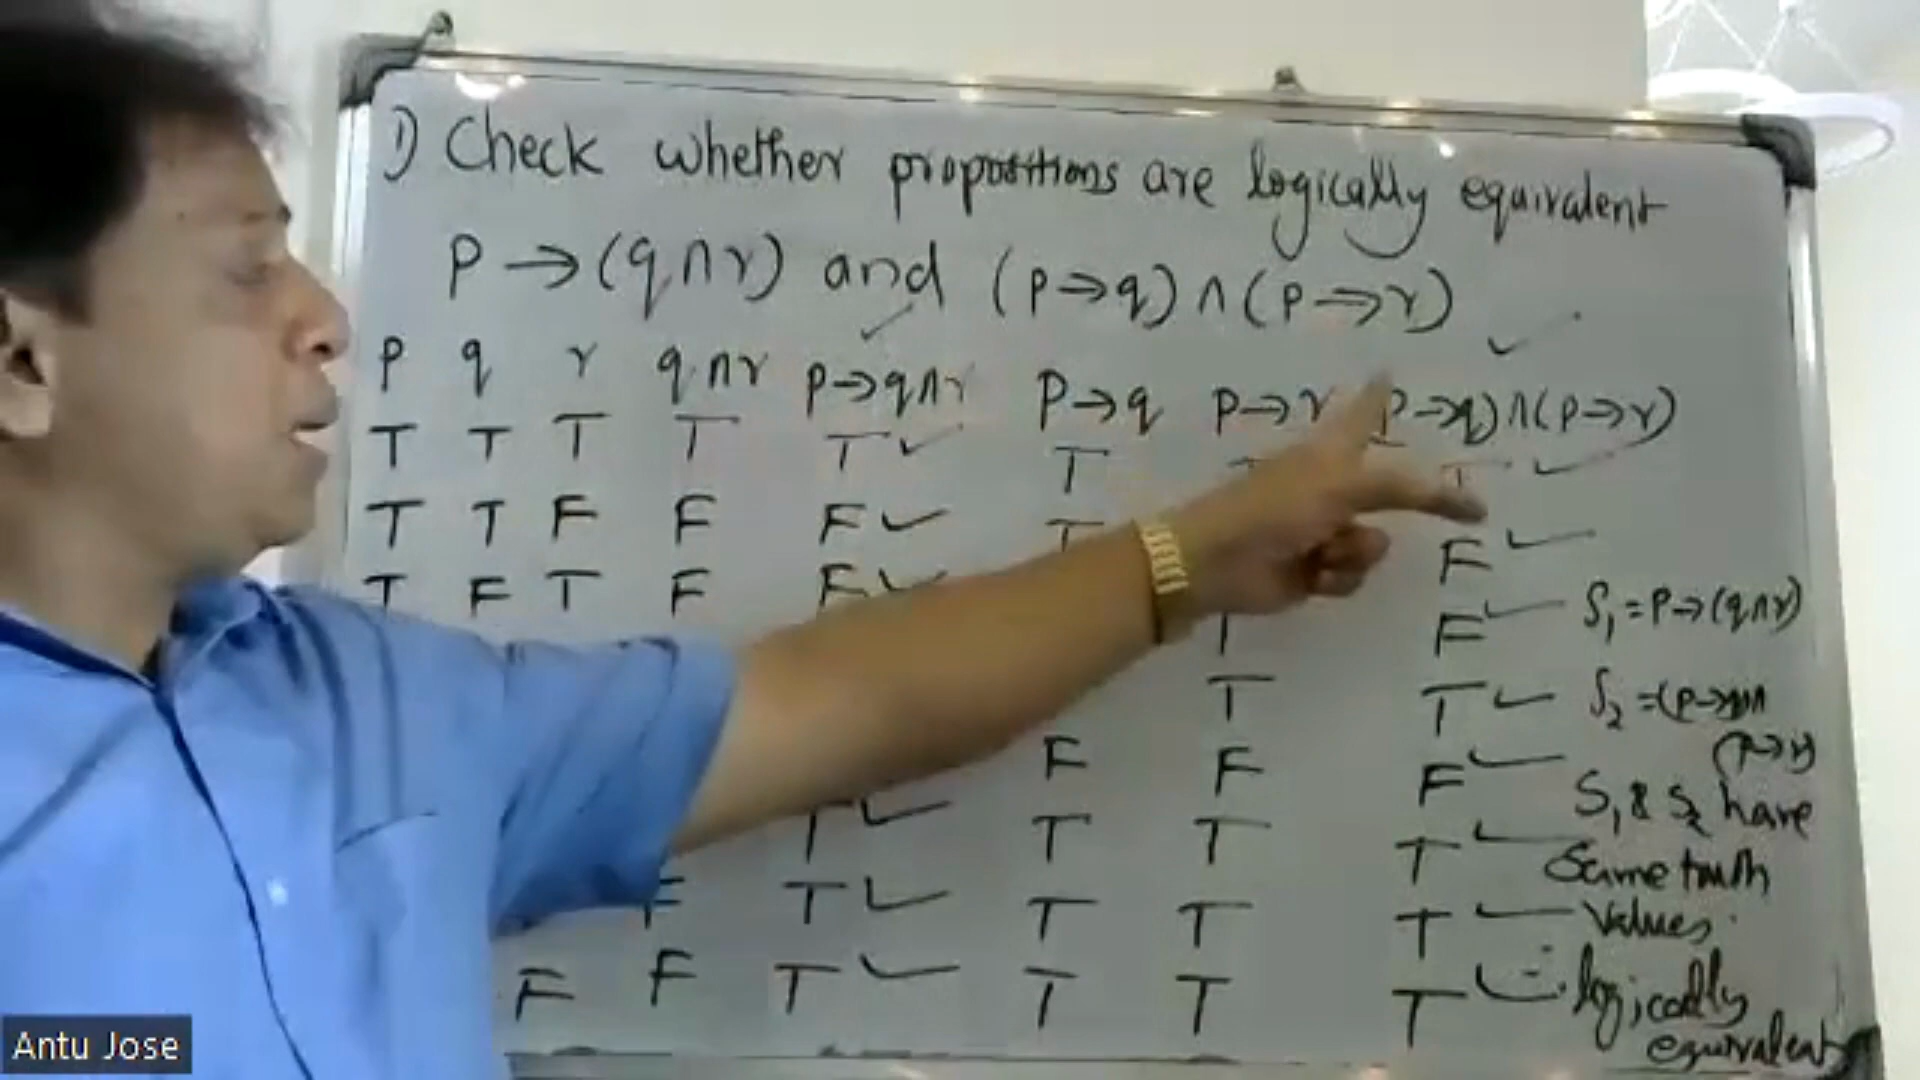 1) Check whether propositions are logically equivalent
P → (q ∧ r) and (P → q) ∧ (P → r)
P q r q ∧ r P → q ∧ r P → q P → r P → q) ∧ (P → r)
T T T T T T T T
T T F F F T F
T F T F F T F
T T
F F F
T T T T
F T T T T
F F T T T T
S₁ = P → (q ∧ r)
S₂ = (P → q) ∧
(P → r)
S₁ & S₂ have
Same truth
Values.
∴ logically
equivalent
Antu Jose